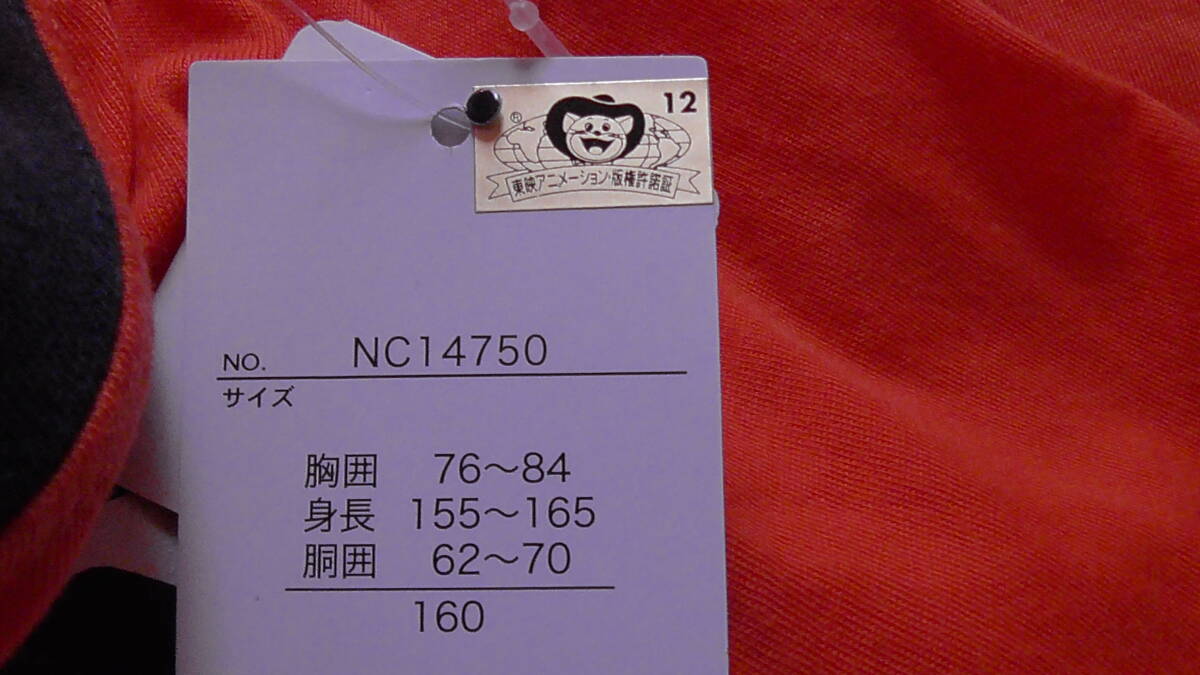 12
®
東映アニメーション・版権許諾証
NO. NC14750
サイズ
胸囲 76〜84
身長 155〜165
胴囲 62〜70
160